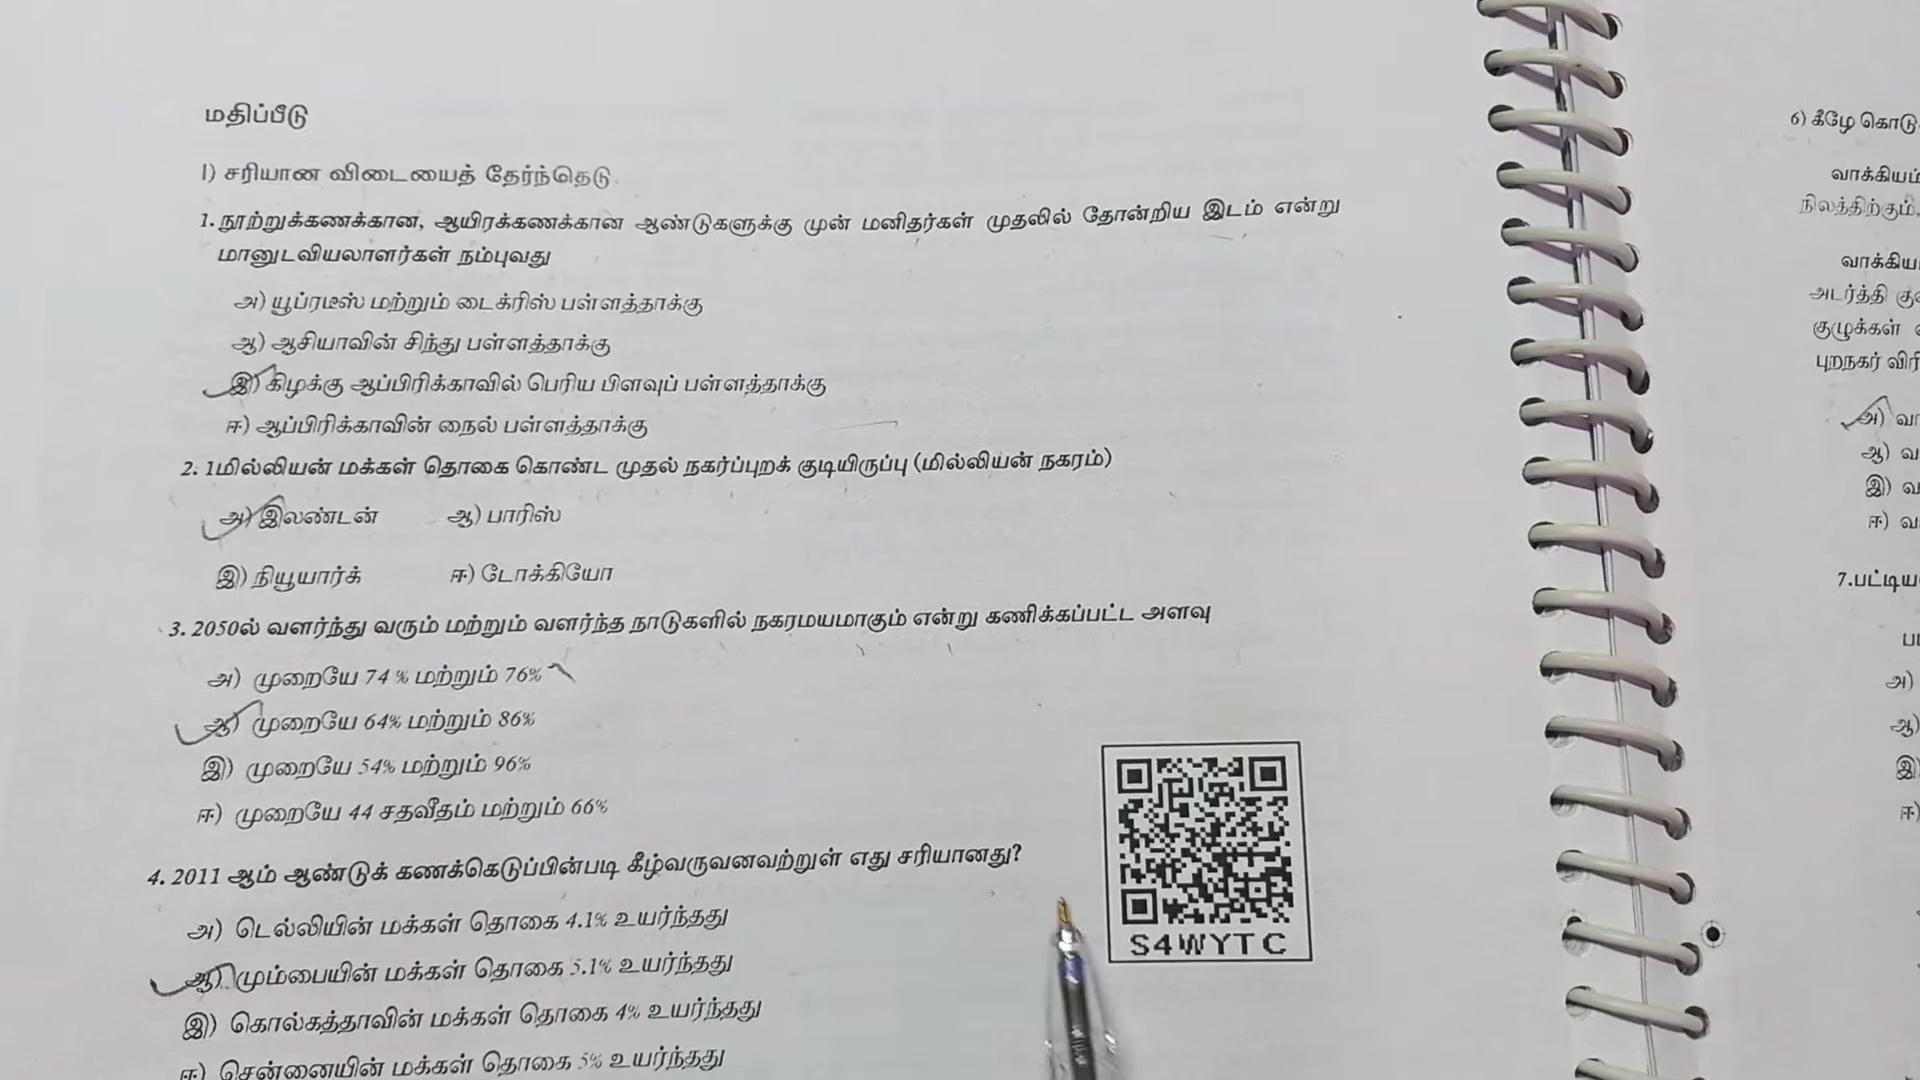 மதிப்பீடு
I) சரியான விடையைத் தேர்ந்தெடு
1. நூற்றுக்கணக்கான, ஆயிரக்கணக்கான ஆண்டுகளுக்கு முன் மனிதர்கள் முதலில் தோன்றிய இடம் என்று
மானுடவியலாளர்கள் நம்புவது
அ) யூப்ரடீஸ் மற்றும் டைக்ரிஸ் பள்ளத்தாக்கு
ஆ) ஆசியாவின் சிந்து பள்ளத்தாக்கு
இ) கிழக்கு ஆப்பிரிக்காவில் பெரிய பிளவுப் பள்ளத்தாக்கு
ஈ) ஆப்பிரிக்காவின் நைல் பள்ளத்தாக்கு
2. 1மில்லியன் மக்கள் தொகை கொண்ட முதல் நகர்ப்புறக் குடியிருப்பு (மில்லியன் நகரம்)
அ) இலண்டன் ஆ) பாரிஸ்
இ) நியூயார்க் ஈ) டோக்கியோ
3. 2050ல் வளர்ந்து வரும் மற்றும் வளர்ந்த நாடுகளில் நகரமயமாகும் என்று கணிக்கப்பட்ட அளவு
அ) முறையே 74 % மற்றும் 76%
ஆ) முறையே 64% மற்றும் 86%
இ) முறையே 54% மற்றும் 96%
ஈ) முறையே 44 சதவீதம் மற்றும் 66%
4. 2011 ஆம் ஆண்டுக் கணக்கெடுப்பின்படி கீழ்வருவனவற்றுள் எது சரியானது?
அ) டெல்லியின் மக்கள் தொகை 4.1% உயர்ந்தது
ஆ) மும்பையின் மக்கள் தொகை 5.1% உயர்ந்தது
இ) கொல்கத்தாவின் மக்கள் தொகை 4% உயர்ந்தது
ஈ) சென்னையின் மக்கள் தொகை 5% உயர்ந்தது
S4WYTC
6) கீழே
நிலத்திற்கும்,
அடர்த்தி
குழுக்கள்
புறநகர்
அ)
ஆ)
இ)
ஈ)
7.
அ)
ஆ)
இ)
ஈ)